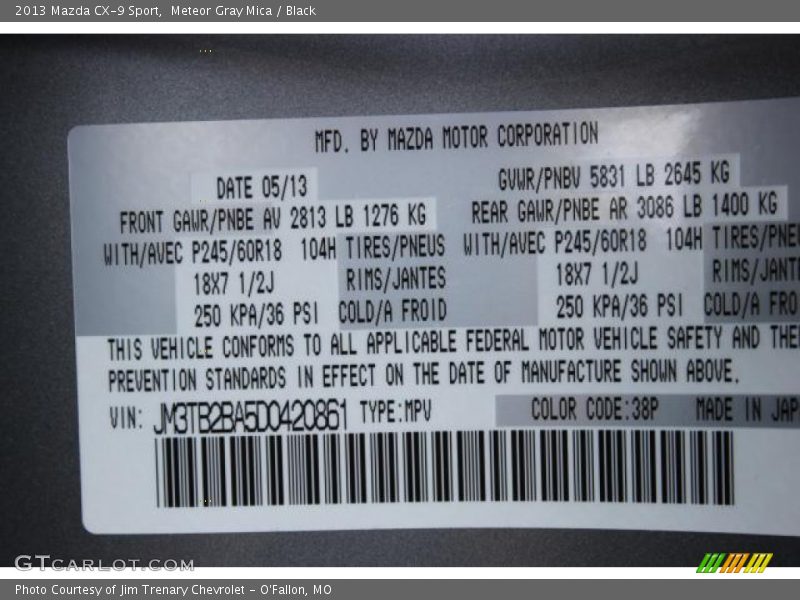 2013 Mazda CX-9 Sport,  Meteor Gray Mica / Black
MFD. BY MAZDA MOTOR CORPORATION
DATE 05/13
GVWR/PNBV 5831 LB 2645 KG
FRONT GAWR/PNBE AV 2813 LB 1276 KG
REAR GAWR/PNBE AR 3086 LB 1400 KG
WITH/AVEC P245/60R18 104H TIRES/PNEUS
WITH/AVEC P245/60R18 104H TIRES/PNE
18X7 1/2J RIMS/JANTES
18X7 1/2J RIMS/JANT
250 KPA/36 PSI COLD/A FROID
250 KPA/36 PSI COLD/A FRO
THIS VEHICLE CONFORMS TO ALL APPLICABLE FEDERAL MOTOR VEHICLE SAFETY AND THE
PREVENTION STANDARDS IN EFFECT ON THE DATE OF MANUFACTURE SHOWN ABOVE.
VIN: JM3TB2BA5D0420861 TYPE:MPV
COLOR CODE:38P MADE IN JAP
GTCARLOT.COM
Photo Courtesy of Jim Trenary Chevrolet - O'Fallon, MO